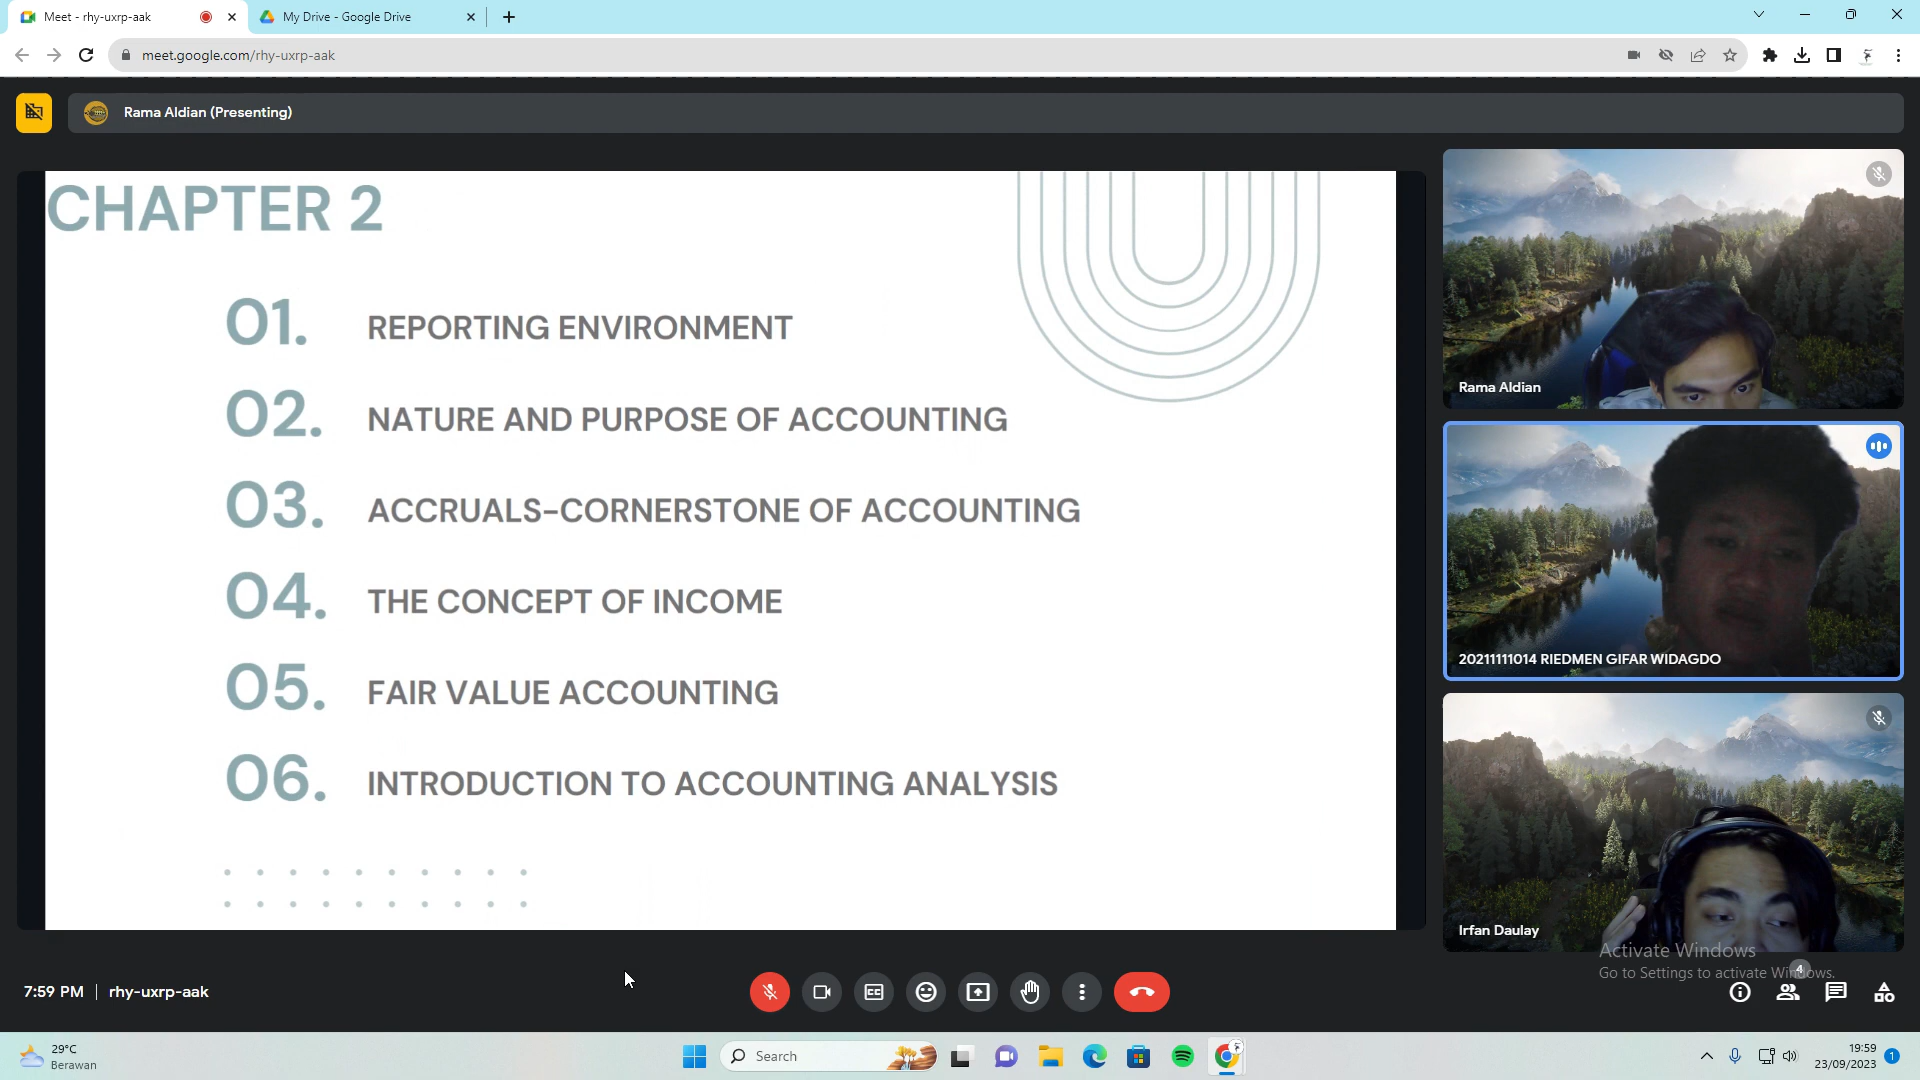 Meet - rhy-uxrp-aak
My Drive - Google Drive
meet.google.com/rhy-uxrp-aak
Rama Aldian (Presenting)
CHAPTER 2
01. REPORTING ENVIRONMENT
02. NATURE AND PURPOSE OF ACCOUNTING
03. ACCRUALS-CORNERSTONE OF ACCOUNTING
04. THE CONCEPT OF INCOME
05. FAIR VALUE ACCOUNTING
06. INTRODUCTION TO ACCOUNTING ANALYSIS
Rama Aldian
20211111014 RIEDMEN GIFAR WIDAGDO
Irfan Daulay
Activate Windows
Go to Settings to activate Windows.
4
7:59 PM | rhy-uxrp-aak
29°C
Berawan
Search
19:59
23/09/2023
1